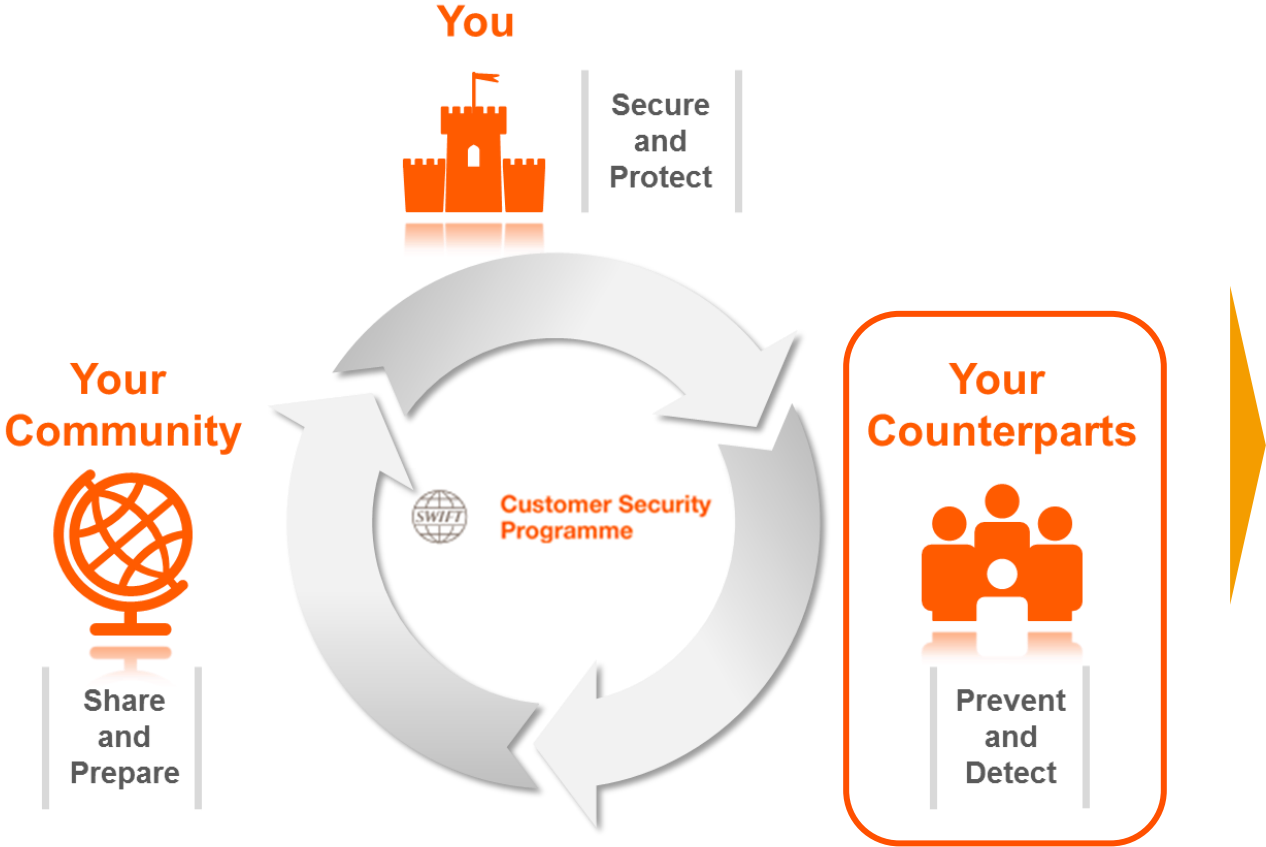 You
Secure
and
Protect
Your
Community
Share
and
Prepare
SWIFT
Customer Security
Programme
Your
Counterparts
Prevent
and
Detect